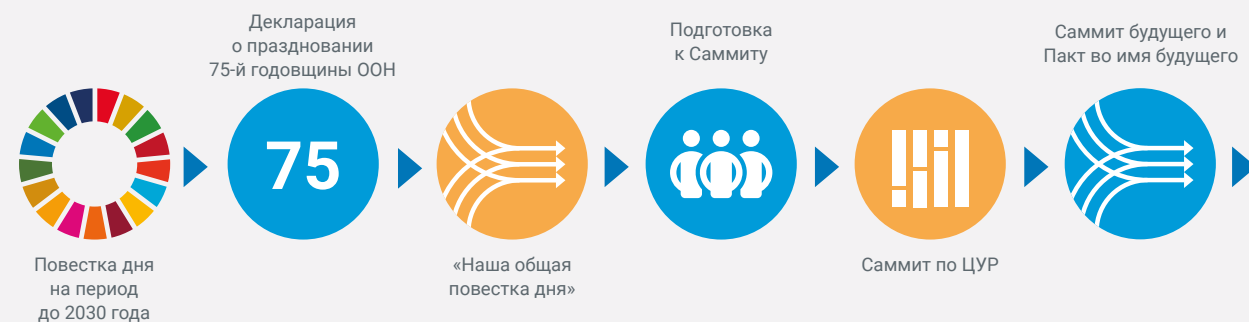 Повестка дня
на период
до 2030 года
Декларация
о праздновании
75-й годовщины ООН
75
«Наша общая
повестка дня»
Подготовка
к Саммиту
Саммит по ЦУР
Саммит будущего и
Пакт во имя будущего